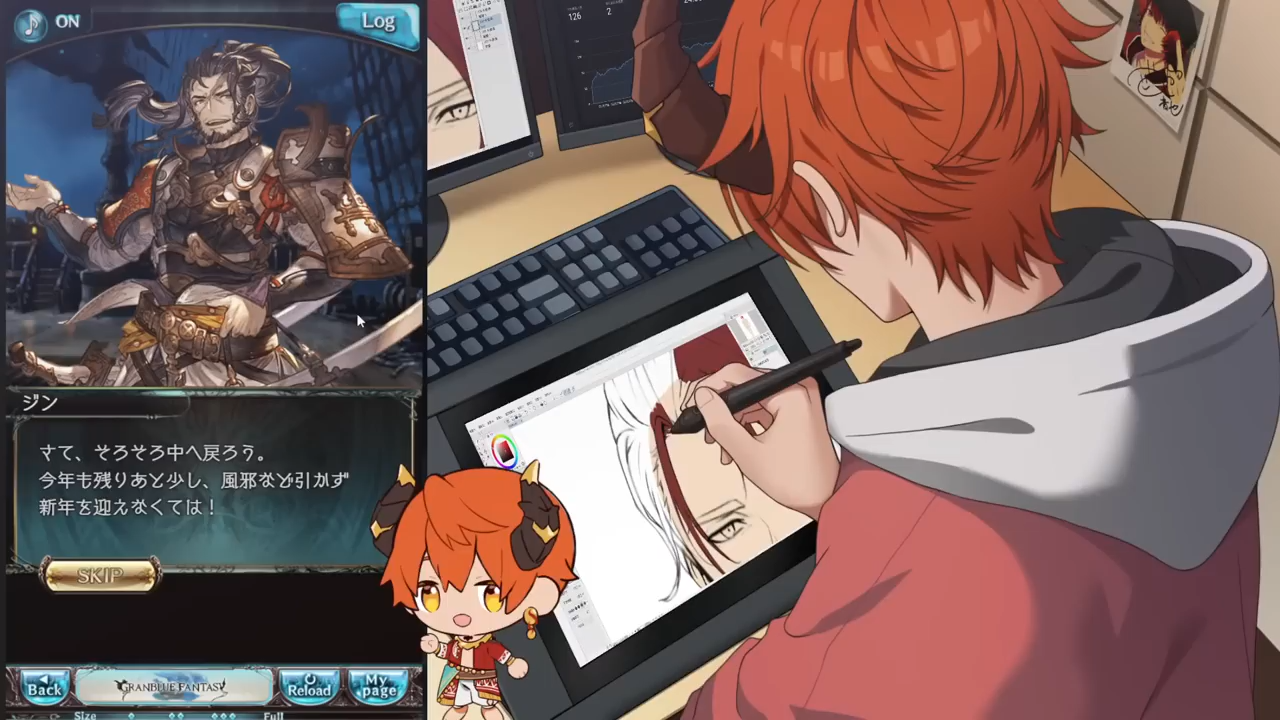 ON
Log
126
2
ジン
さて、そろそろ中へ戻ろう。
今年も残りあと少し、風邪など引かず
新年を迎えなくては！
SKIP
Back
GRANBLUE FANTASY
Reload
My page
Size
Full